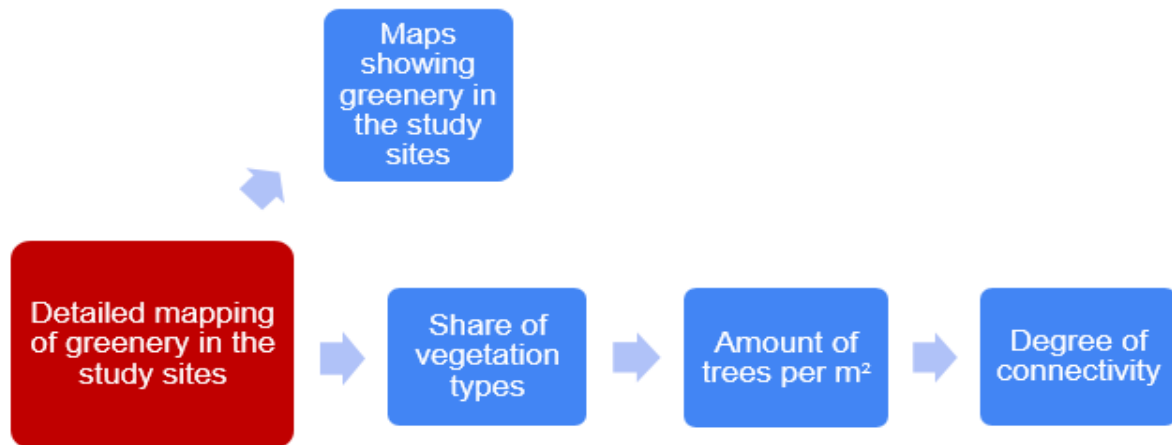 Maps
showing
greenery in
the study
sites
Detailed mapping
of greenery in the
study sites
Share of
vegetation
types
Amount of
trees per m²
Degree of
connectivity